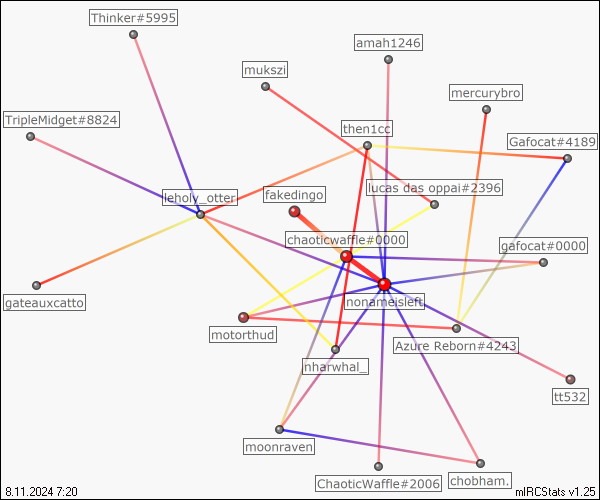 Thinker#5995
amah1246
mukszi
mercurybro
TripleMidget#8824
then1cc
Gafocat#4189
lucas das oppai#2396
leholy_otter
fakedingo
chaoticwaffle#0000
gafocat#0000
gateauxcatto
nonameisleft
motorthud
Azure Reborn#4243
nharwhal_
tt532
moonraven
ChaoticWaffle#2006
chobham.
8.11.2024 7:20
mIRCStats v1.25